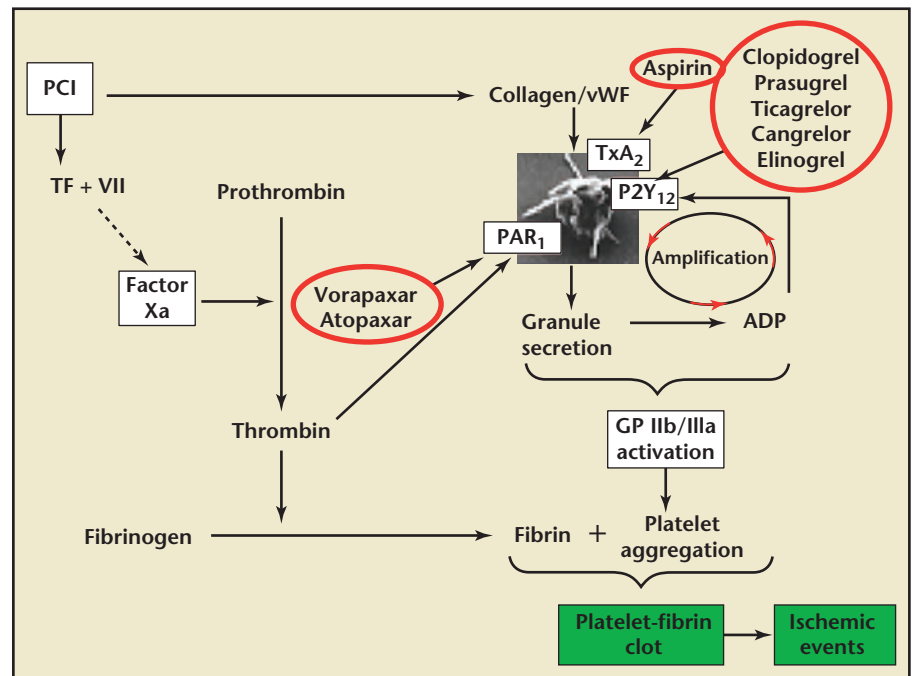 PCI
Collagen/vWF
Aspirin
Clopidogrel
Prasugrel
Ticagrelor
Cangrelor
Elinogrel
TxA2
P2Y12
TF + VII
Prothrombin
PAR1
Amplification
Factor
Xa
Vorapaxar
Atopaxar
Granule
secretion
ADP
Thrombin
GP IIb/IIIa
activation
Fibrinogen
Fibrin + Platelet
aggregation
Platelet-fibrin
clot
Ischemic
events